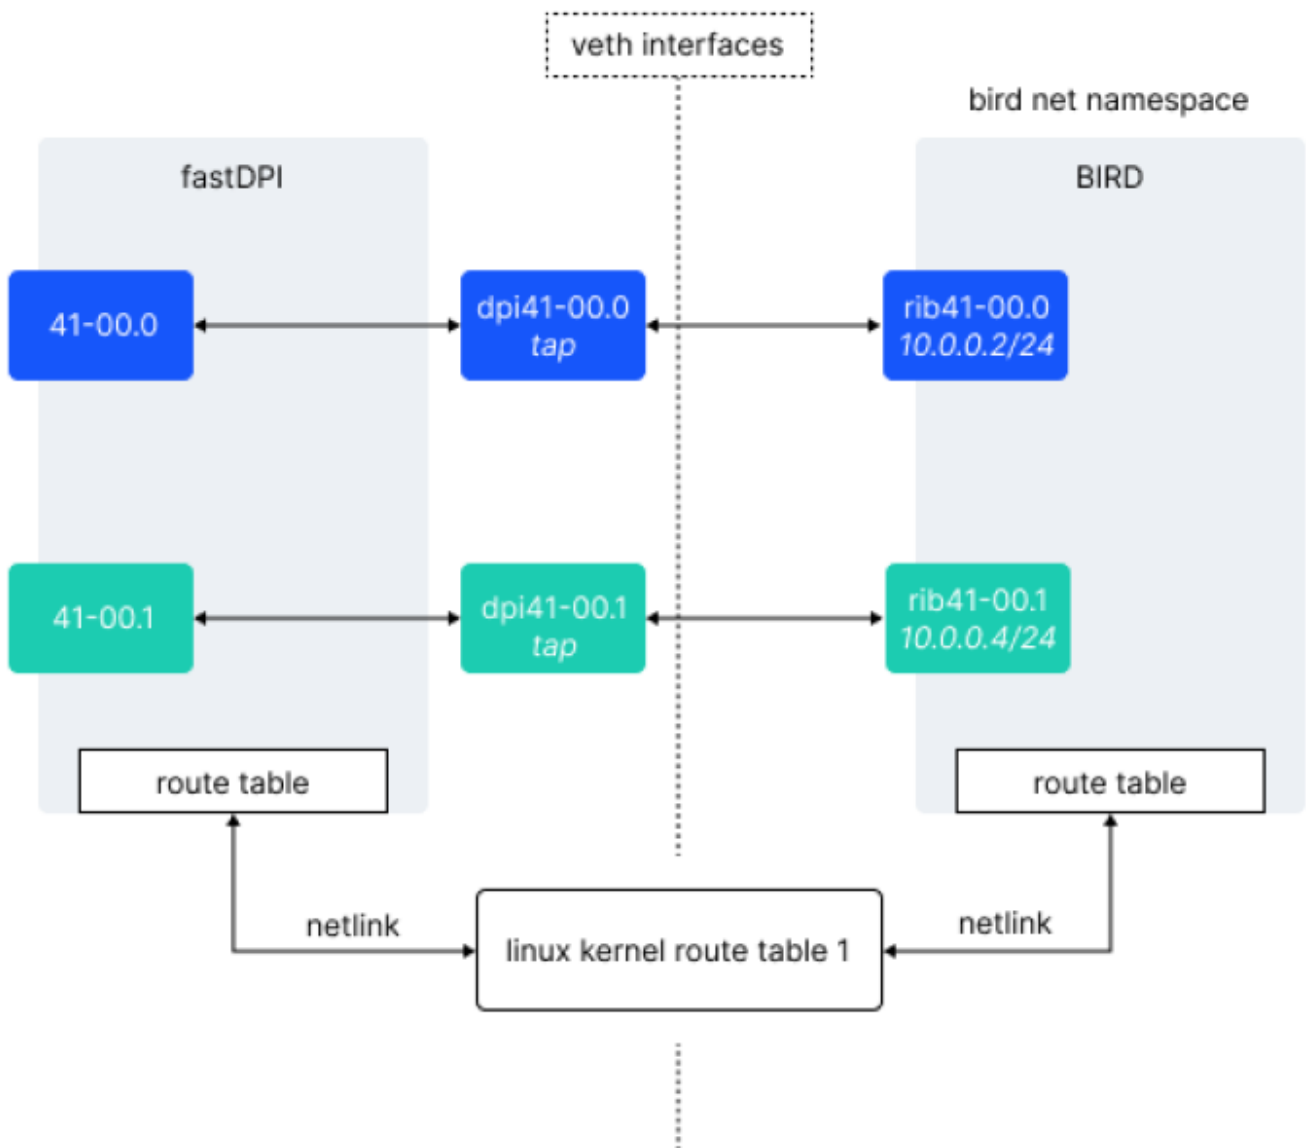 veth interfaces
bird net namespace
fastDPI
BIRD
41-00.0
dpi41-00.0
tap
rib41-00.0
10.0.0.2/24
41-00.1
dpi41-00.1
tap
rib41-00.1
10.0.0.4/24
route table
route table
netlink
netlink
linux kernel route table 1